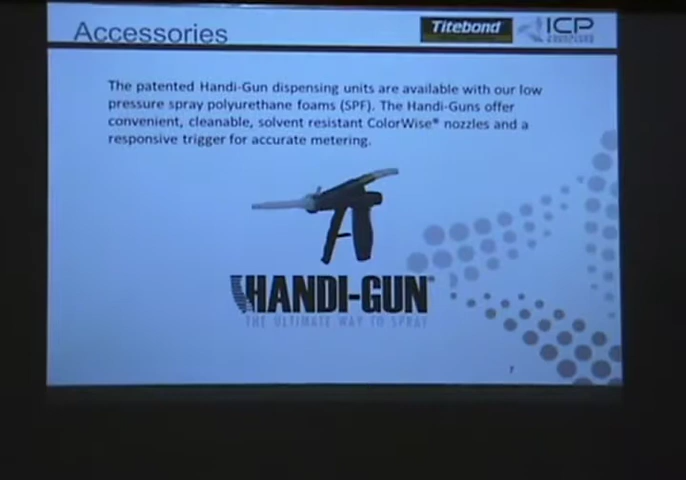 Accessories
Titebond
ICP
The patented Handi-Gun dispensing units are available with our low
pressure spray polyurethane foams (SPF). The Handi-Guns offer
convenient, cleanable, solvent resistant ColorWise® nozzles and a
responsive trigger for accurate metering.
HANDI-GUN
THE ULTIMATE WAY TO SPRAY
7